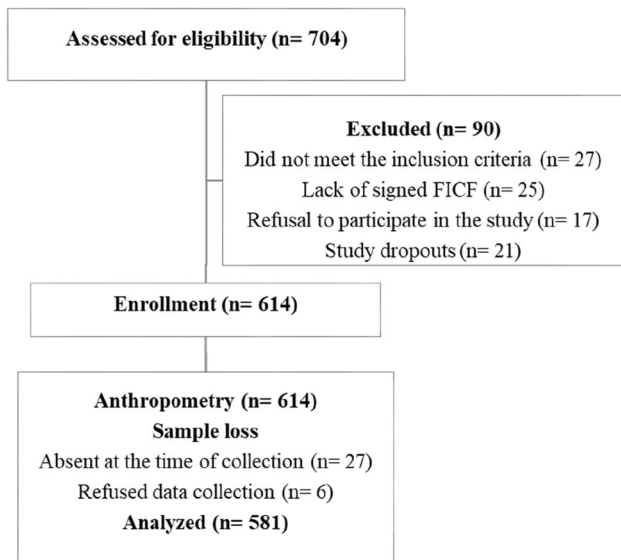 Assessed for eligibility (n= 704)
Excluded (n= 90)
Did not meet the inclusion criteria (n= 27)
Lack of signed FICF (n= 25)
Refusal to participate in the study (n= 17)
Study dropouts (n= 21)
Enrollment (n= 614)
Anthropometry (n= 614)
Sample loss
Absent at the time of collection (n= 27)
Refused data collection (n= 6)
Analyzed (n= 581)